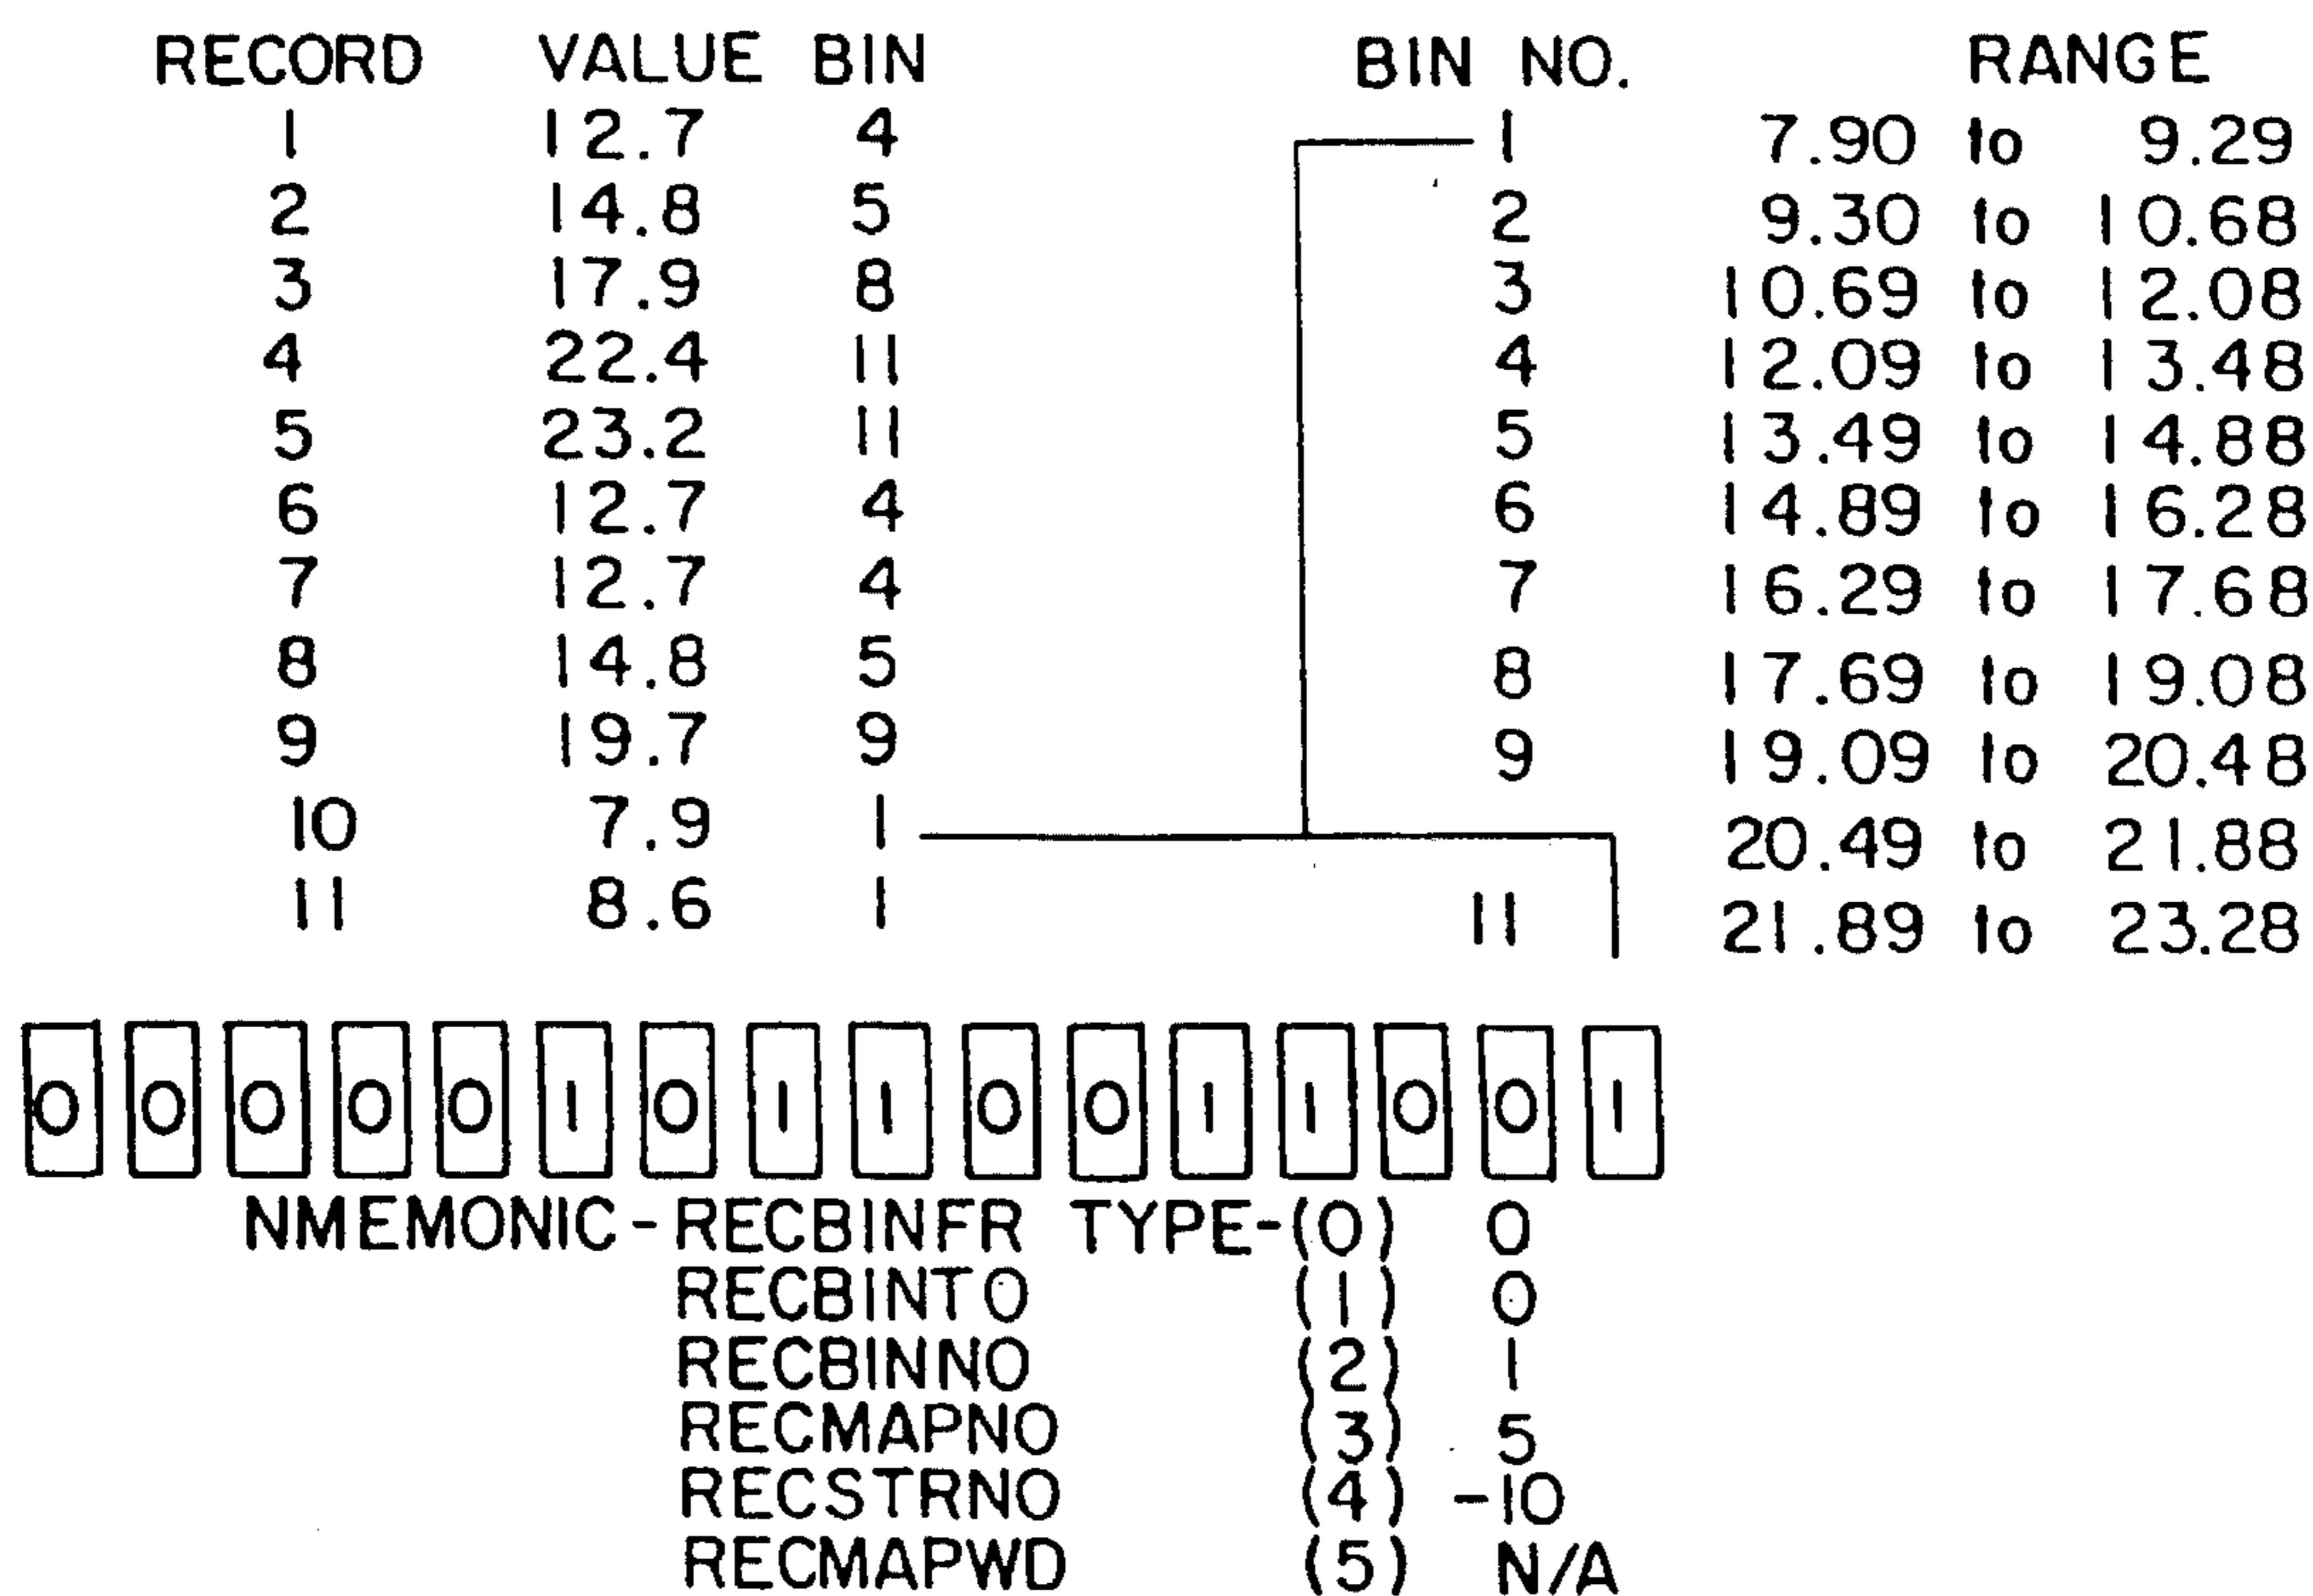 RECORD VALUE BIN BIN NO. RANGE
1 12.7 4 1 7.90 to 9.29
2 14.8 5 2 9.30 to 10.68
3 17.9 8 3 10.69 to 12.08
4 22.4 11 4 12.09 to 13.48
5 23.2 11 5 13.49 to 14.88
6 12.7 4 6 14.89 to 16.28
7 12.7 4 7 16.29 to 17.68
8 14.8 5 8 17.69 to 19.08
9 19.7 9 9 19.09 to 20.48
10 7.9 1 20.49 to 21.88
11 8.6 1 11 21.89 to 23.28
0 0 0 0 0 1 0 1 1 0 0 1 1 0 0 1
NMEMONIC-RECBINFR TYPE-(0) 0
RECBINTO (1) 0
RECBINNO (2) 1
RECMAPNO (3) 5
RECSTRNO (4) -10
RECMAPWD (5) N/A